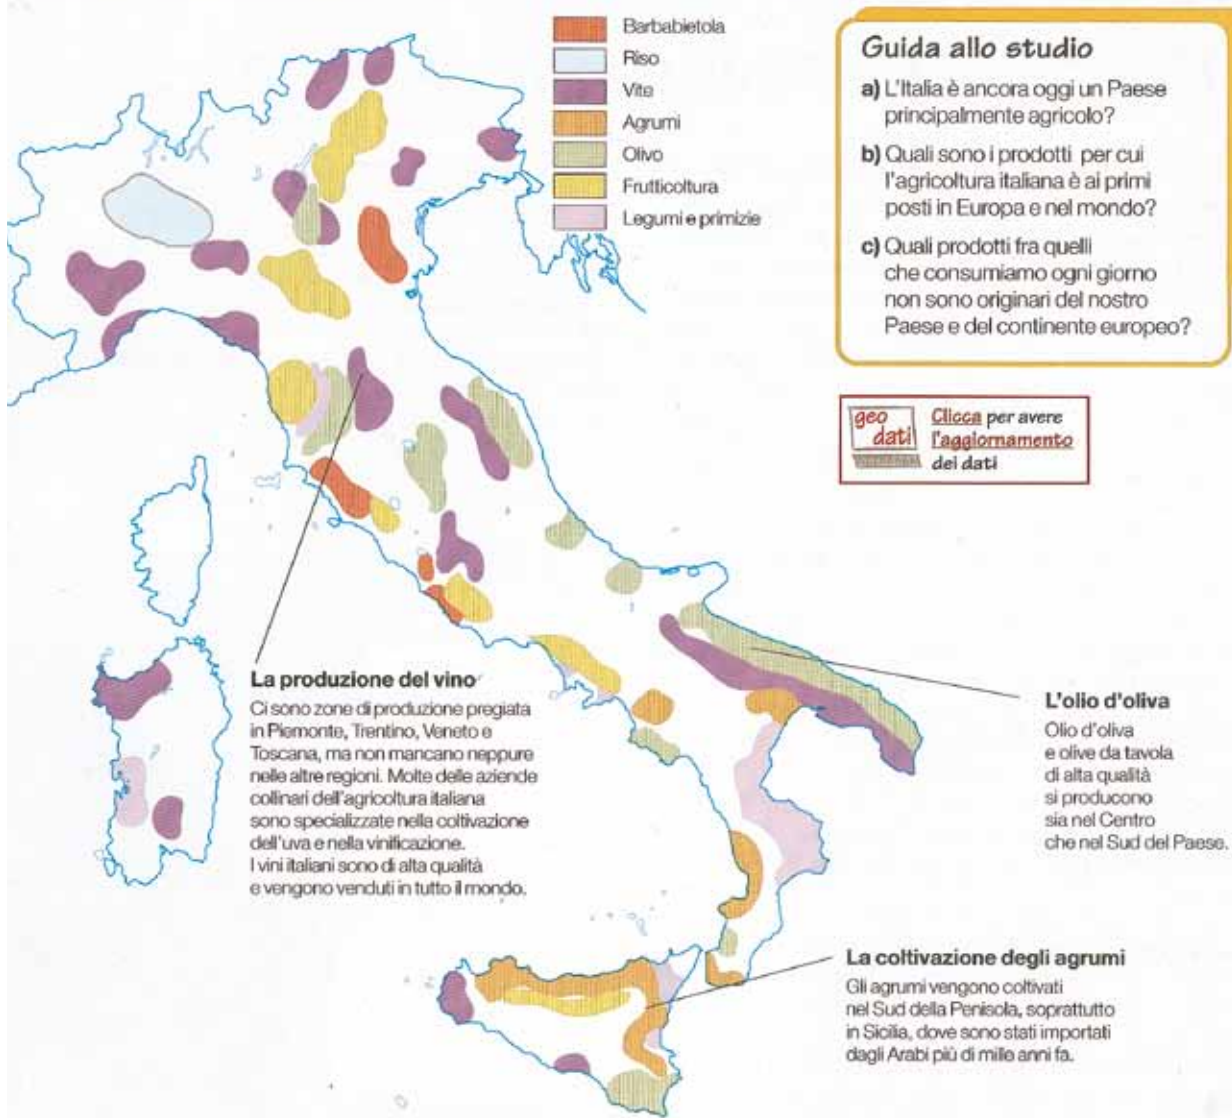 Barbabietola
Riso
Vite
Agrumi
Olivo
Frutticoltura
Legumi e primizie
Guida allo studio
a) L'Italia è ancora oggi un Paese
principalmente agricolo?
b) Quali sono i prodotti per cui
l'agricoltura italiana è ai primi
posti in Europa e nel mondo?
c) Quali prodotti fra quelli
che consumiamo ogni giorno
non sono originari del nostro
Paese e del continente europeo?
geo
dati
Clicca per avere
l'aggiornamento
dei dati
La produzione del vino
Ci sono zone di produzione pregiata
in Piemonte, Trentino, Veneto e
Toscana, ma non mancano neppure
nelle altre regioni. Molte delle aziende
collinari dell'agricoltura italiana
sono specializzate nella coltivazione
dell'uva e nella vinificazione.
I vini italiani sono di alta qualità
e vengono venduti in tutto il mondo.
L'olio d'oliva
Olio d'oliva
e olive da tavola
di alta qualità
si producono
sia nel Centro
che nel Sud del Paese.
La coltivazione degli agrumi
Gli agrumi vengono coltivati
nel Sud della Penisola, soprattutto
in Sicilia, dove sono stati importati
dagli Arabi più di mille anni fa.